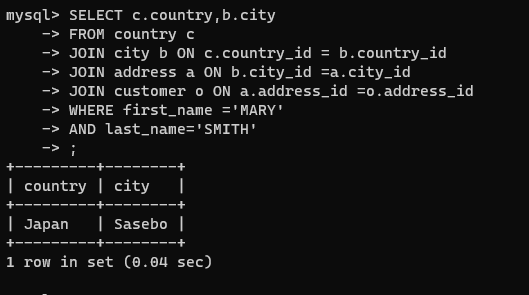 mysql> SELECT c.country,b.city
    -> FROM country c
    -> JOIN city b ON c.country_id = b.country_id
    -> JOIN address a ON b.city_id =a.city_id
    -> JOIN customer o ON a.address_id =o.address_id
    -> WHERE first_name ='MARY'
    -> AND last_name='SMITH'
    -> ;
+---------+--------+
| country | city   |
+---------+--------+
| Japan   | Sasebo |
+---------+--------+
1 row in set (0.04 sec)